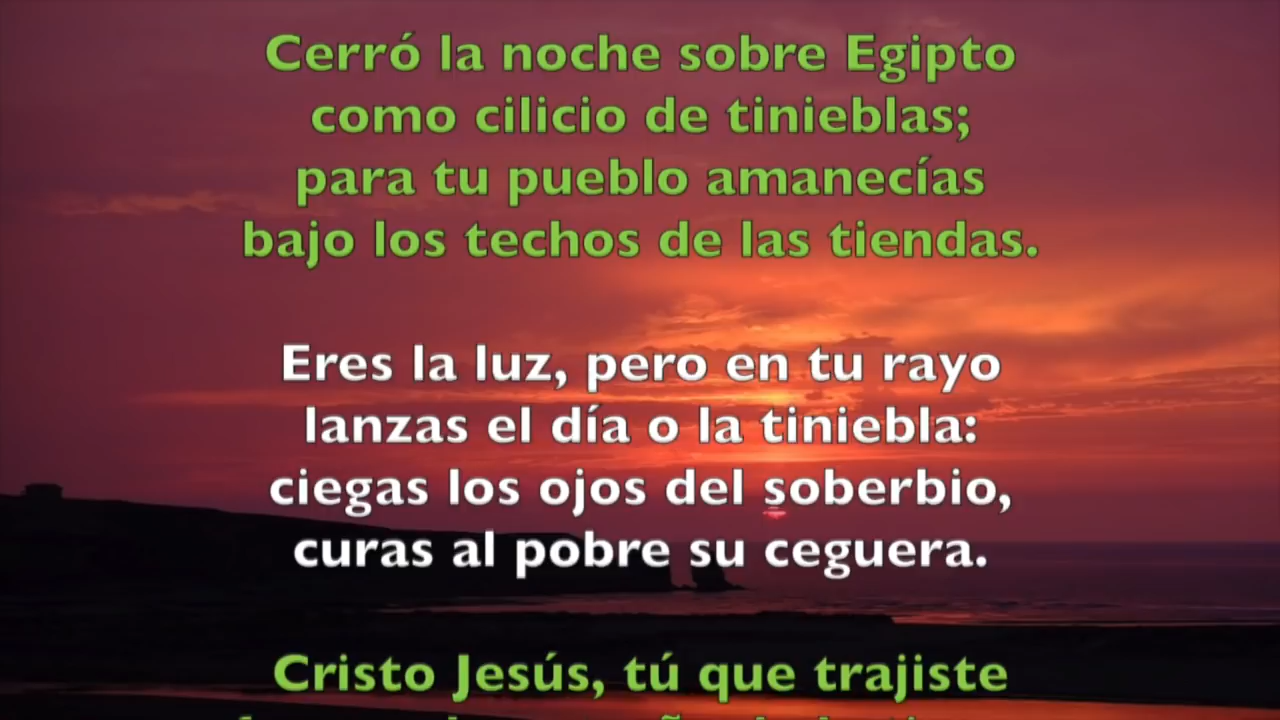 Cerró la noche sobre Egipto
como cilicio de tinieblas;
para tu pueblo amanecías
bajo los techos de las tiendas.
Eres la luz, pero en tu rayo
lanzas el día o la tiniebla:
ciegas los ojos del soberbio,
curas al pobre su ceguera.
Cristo Jesús, tú que trajiste